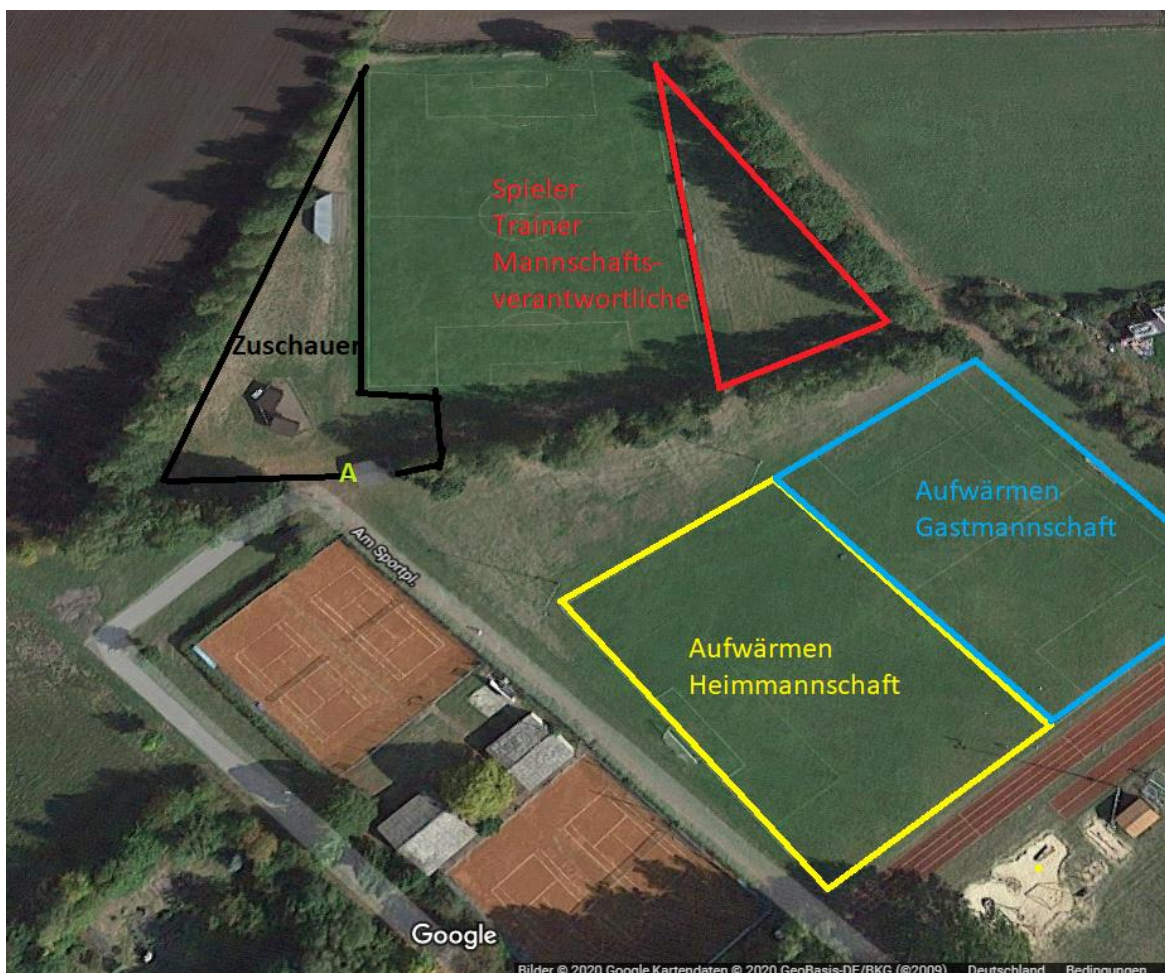 Spieler
Trainer
Mannschafts-
verantwortliche
Zuschauer
A
Am Sportpl.
Aufwärmen
Gastmannschaft
Aufwärmen
Heimmannschaft
Google
Bilder © 2020 Google Kartendaten © 2020 GeoBasis-DE/BKG (©2009) Deutschland Bedingungen